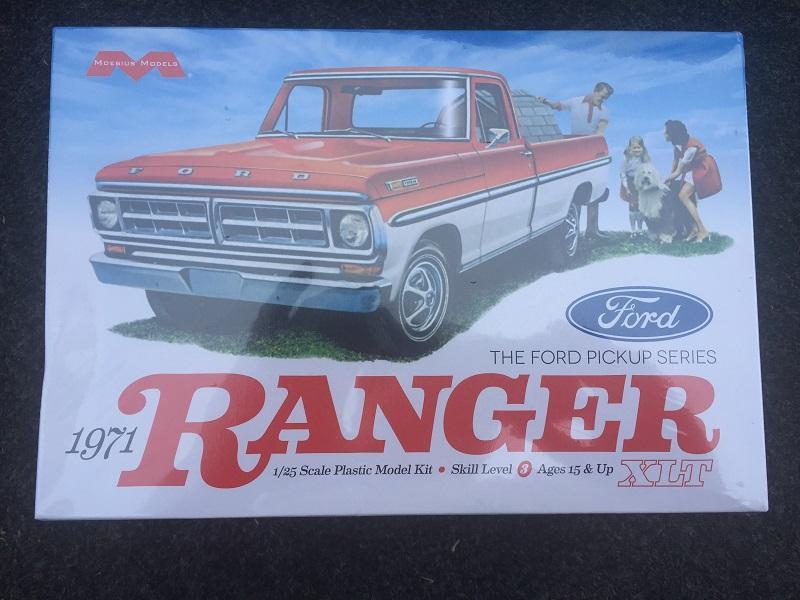 MOEBIUS MODELS
FORD
Ford
THE FORD PICKUP SERIES
1971 RANGER
1/25 Scale Plastic Model Kit • Skill Level 3 Ages 15 & Up
XLT